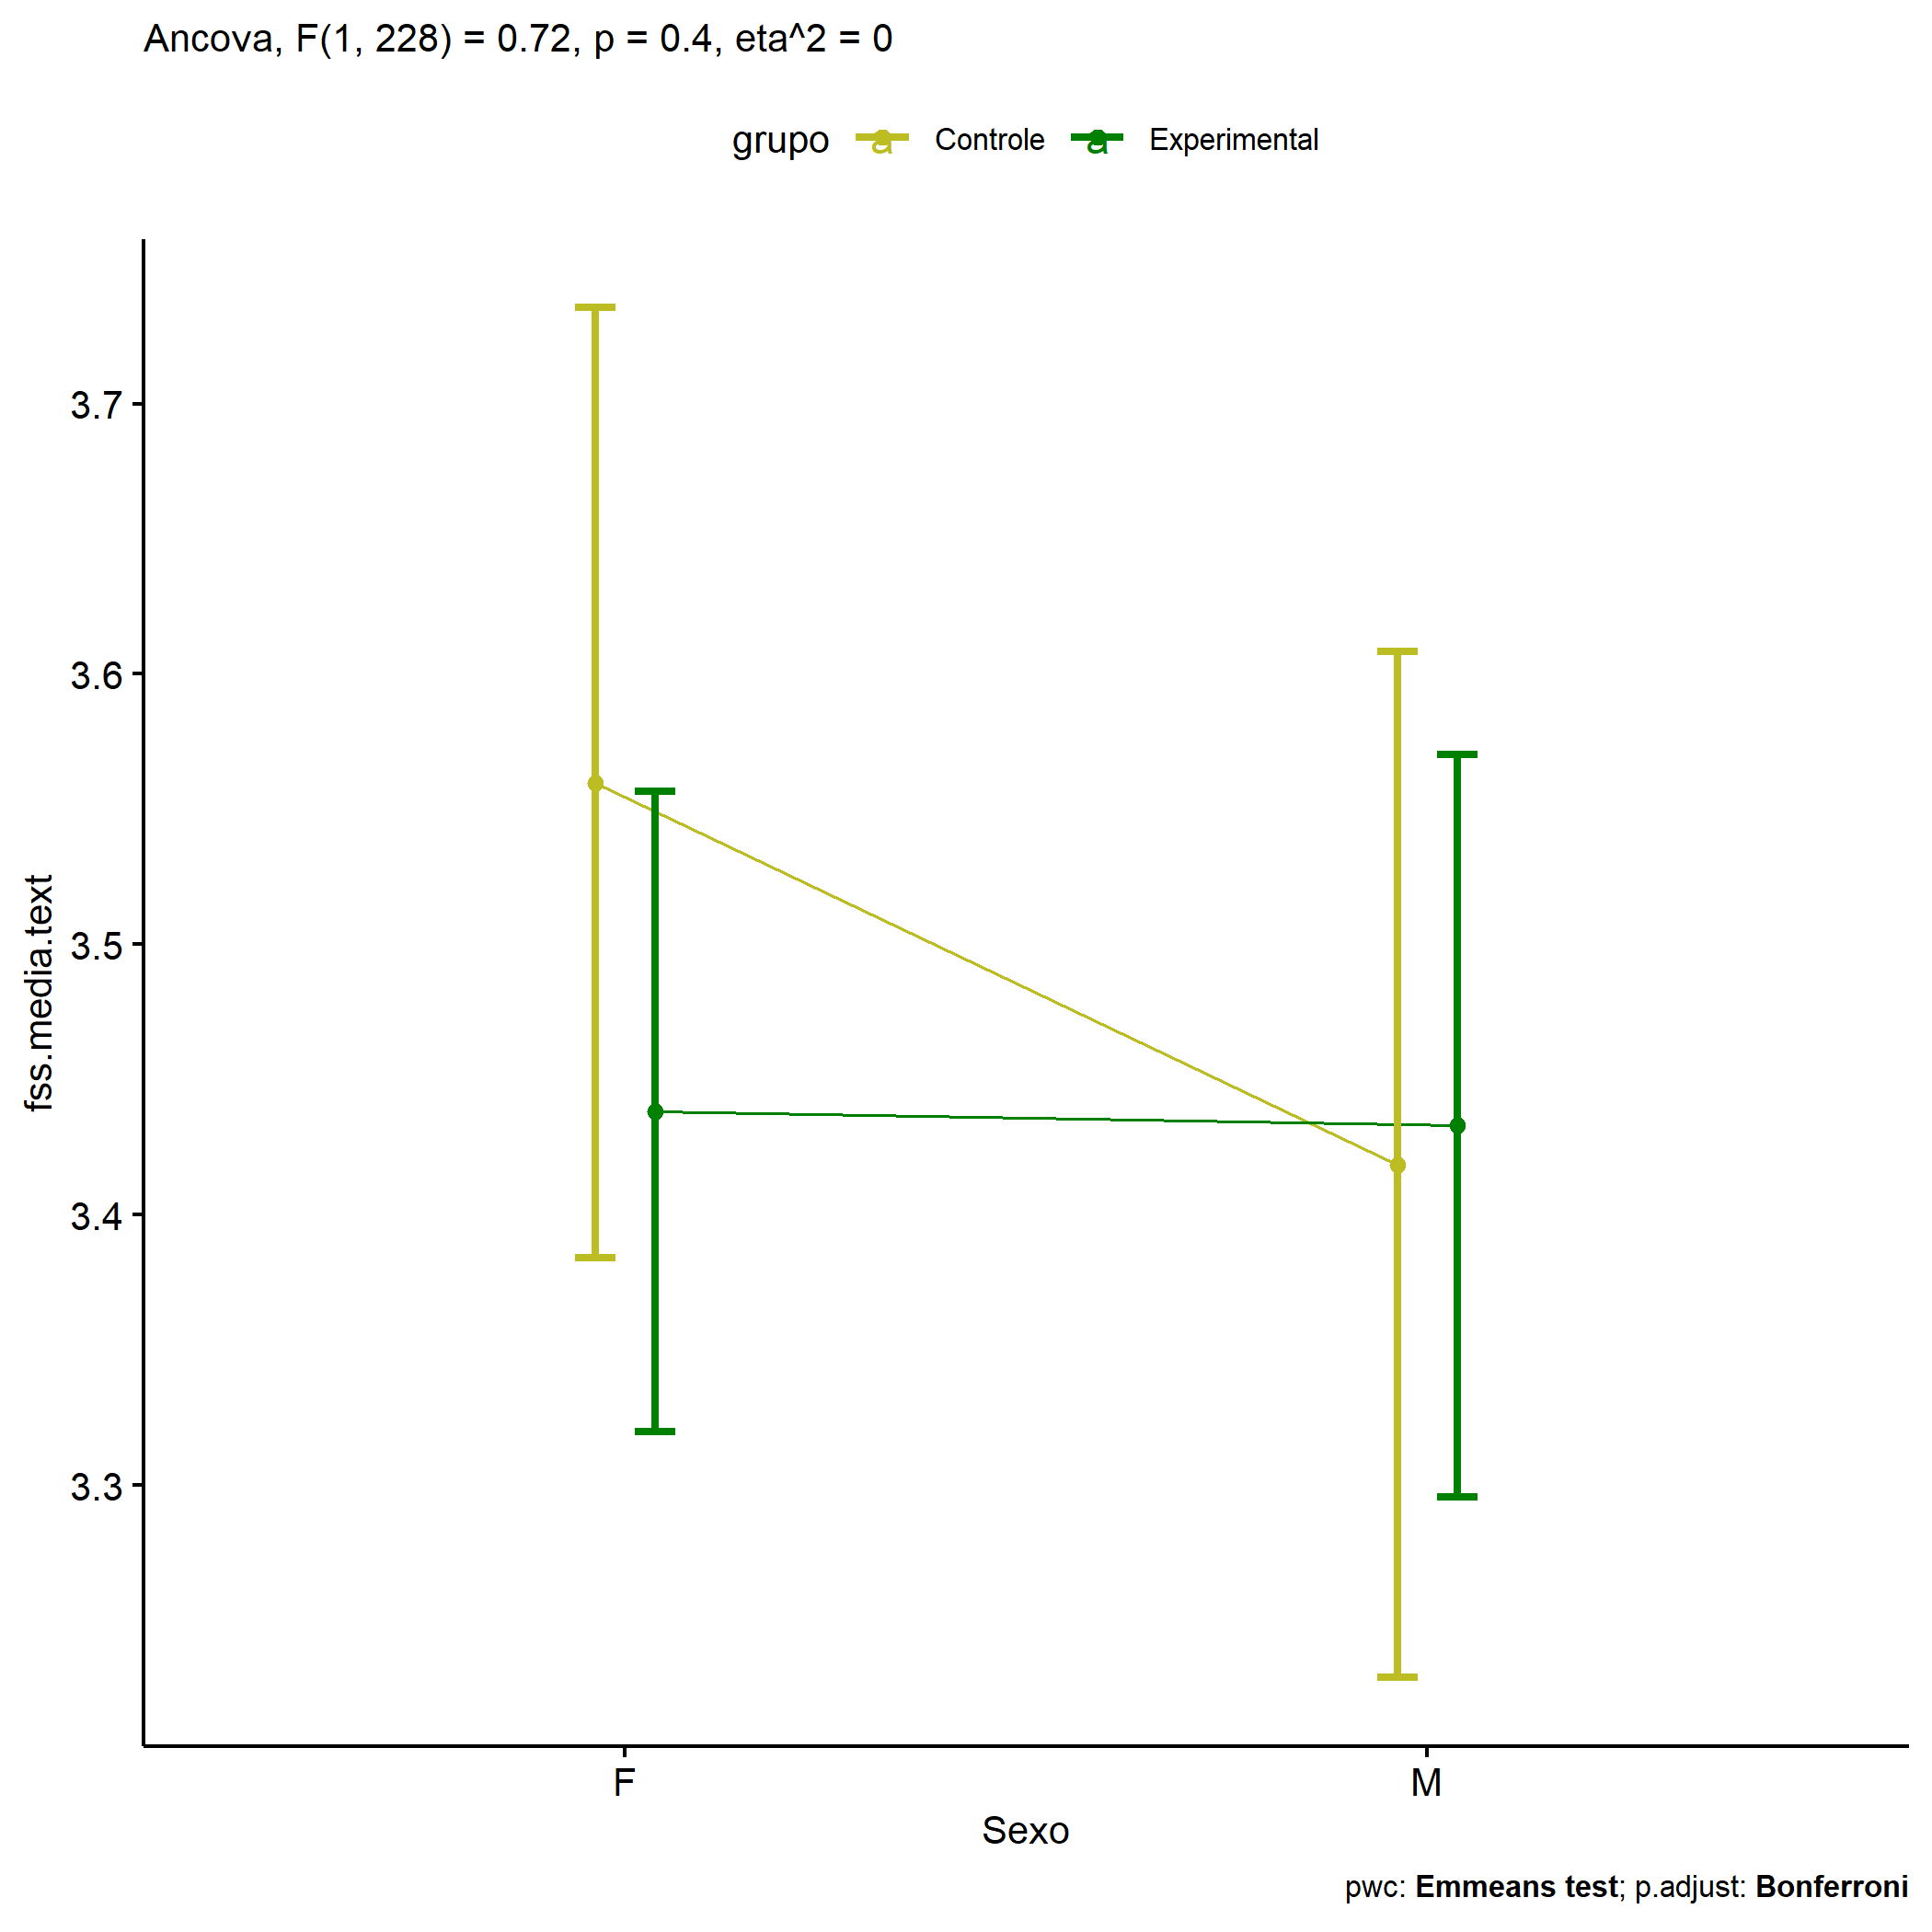 Ancova, F(1, 228) = 0.72, p = 0.4, eta^2 = 0
grupo a Controle a Experimental
fss.media.text
3.7
3.6
3.5
3.4
3.3
F M
Sexo
pwc: Emmeans test; p.adjust: Bonferroni